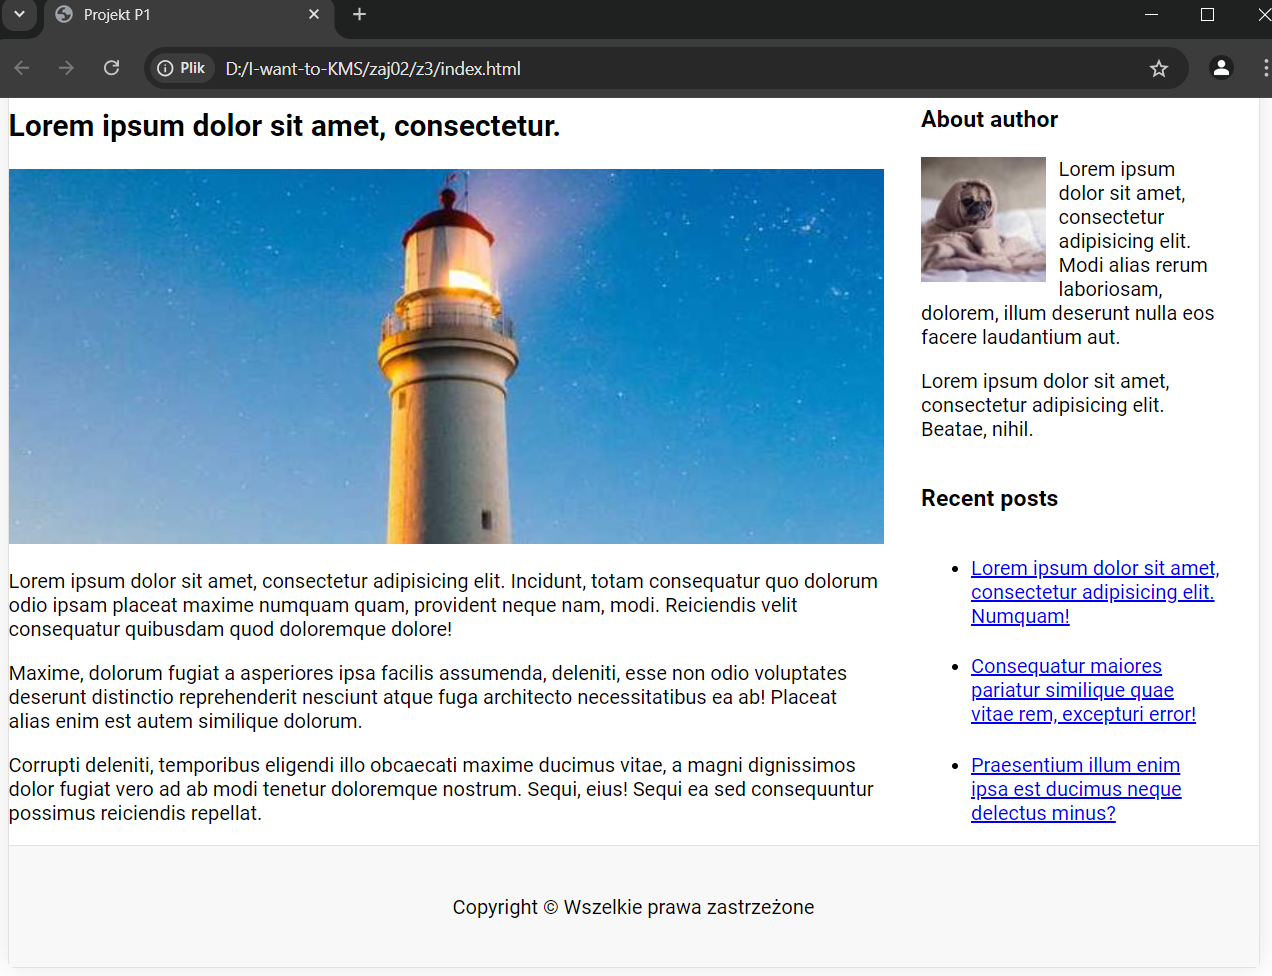 Projekt P1
Plik
D:/I-want-to-KMS/zaj02/z3/index.html
Lorem ipsum dolor sit amet, consectetur.
Lorem ipsum dolor sit amet, consectetur adipisicing elit. Incidunt, totam consequatur quo dolorum
odio ipsam placeat maxime numquam quam, provident neque nam, modi. Reiciendis velit
consequatur quibusdam quod doloremque dolore!
Maxime, dolorum fugiat a asperiores ipsa facilis assumenda, deleniti, esse non odio voluptates
deserunt distinctio reprehenderit nesciunt atque fuga architecto necessitatibus ea ab! Placeat
alias enim est autem similique dolorum.
Corrupti deleniti, temporibus eligendi illo obcaecati maxime ducimus vitae, a magni dignissimos
dolor fugiat vero ad ab modi tenetur doloremque nostrum. Sequi, eius! Sequi ea sed consequuntur
possimus reiciendis repellat.
About author
Lorem ipsum
dolor sit amet,
consectetur
adipisicing elit.
Modi alias rerum
laboriosam,
dolorem, illum deserunt nulla eos
facere laudantium aut.
Lorem ipsum dolor sit amet,
consectetur adipisicing elit.
Beatae, nihil.
Recent posts
Lorem ipsum dolor sit amet,
consectetur adipisicing elit.
Numquam!
Consequatur maiores
pariatur similique quae
vitae rem, excepturi error!
Praesentium illum enim
ipsa est ducimus neque
delectus minus?
Copyright © Wszelkie prawa zastrzeżone